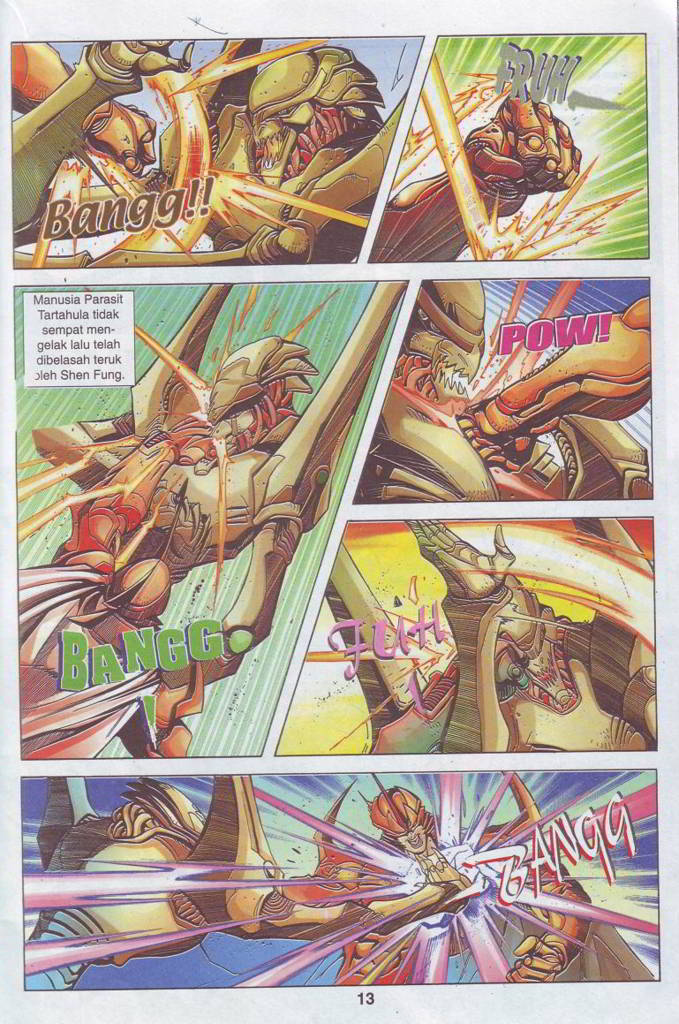 Bangg!!
FRUH
Manusia Parasit
Tartahula tidak
sempat men-
gelak lalu telah
dibelasah teruk
oleh Shen Fung.
POW!
BANGG!
FUH!
BANGG
13